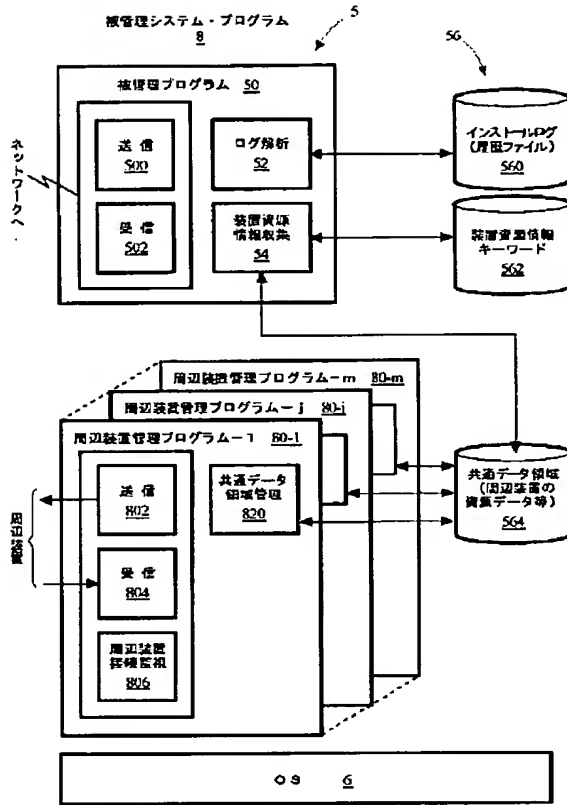 被管理システム・プログラム
8
5
56
被管理プログラム 50
送信
500
受信
502
ログ解析
52
装置資源
情報収集
54
ネットワークへ
インストールログ
(履歴ファイル)
560
装置資源情報
キーワード
562
周辺装置管理プログラム-m 80-m
周辺装置管理プログラム-j 80-j
周辺装置管理プログラム-1 80-1
送信
802
受信
804
周辺装置
接続監視
806
共通データ
領域管理
820
周辺装置
共通データ領域
(周辺装置の
資源データ等)
564
OS 6